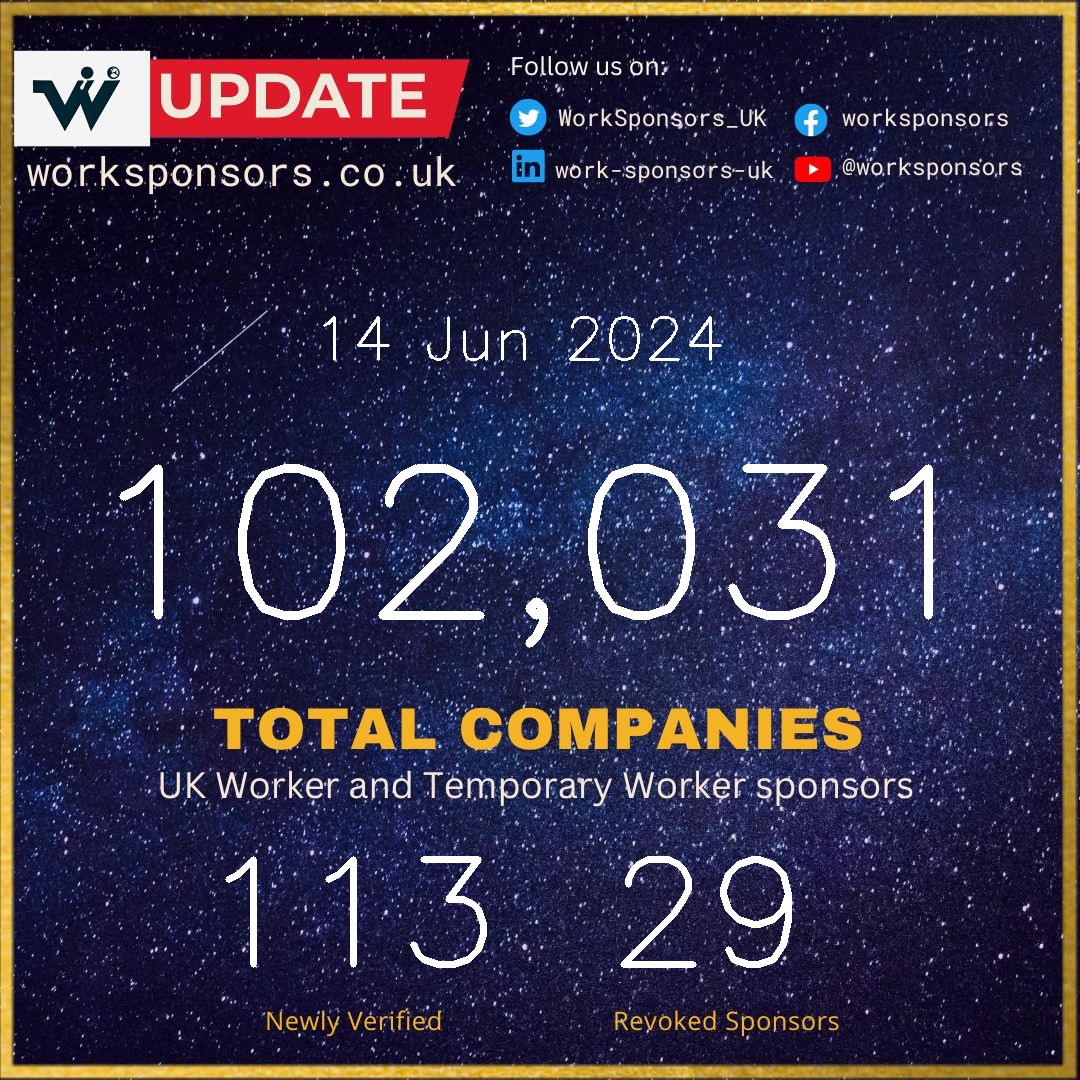 UPDATE
worksponsors.co.uk
Follow us on:
WorkSponsors_UK
worksponsors
work-sponsors-uk
@worksponsors
14 Jun 2024
102,031
TOTAL COMPANIES
UK Worker and Temporary Worker sponsors
113 29
Newly Verified Revoked Sponsors